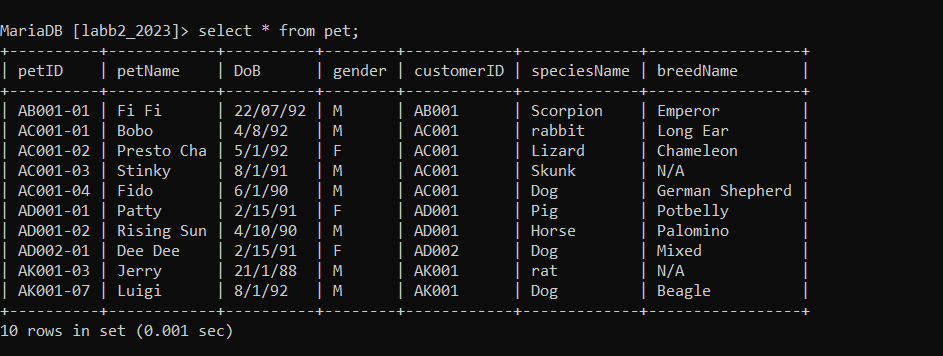 MariaDB [labb2_2023]> select * from pet;
+----------+------------+----------+--------+------------+-------------+-----------------+
| petID    | petName    | DoB      | gender | customerID | speciesName | breedName       |
+----------+------------+----------+--------+------------+-------------+-----------------+
| AB001-01 | Fi Fi      | 22/07/92 | M      | AB001      | Scorpion    | Emperor         |
| AC001-01 | Bobo       | 4/8/92   | M      | AC001      | rabbit      | Long Ear        |
| AC001-02 | Presto Cha | 5/1/92   | F      | AC001      | Lizard      | Chameleon       |
| AC001-03 | Stinky     | 8/1/91   | M      | AC001      | Skunk       | N/A             |
| AC001-04 | Fido       | 6/1/90   | M      | AC001      | Dog         | German Shepherd |
| AD001-01 | Patty      | 2/15/91  | F      | AD001      | Pig         | Potbelly        |
| AD001-02 | Rising Sun | 4/10/90  | M      | AD001      | Horse       | Palomino        |
| AD002-01 | Dee Dee    | 2/15/91  | F      | AD002      | Dog         | Mixed           |
| AK001-03 | Jerry      | 21/1/88  | M      | AK001      | rat         | N/A             |
| AK001-07 | Luigi      | 8/1/92   | M      | AK001      | Dog         | Beagle          |
+----------+------------+----------+--------+------------+-------------+-----------------+
10 rows in set (0.001 sec)